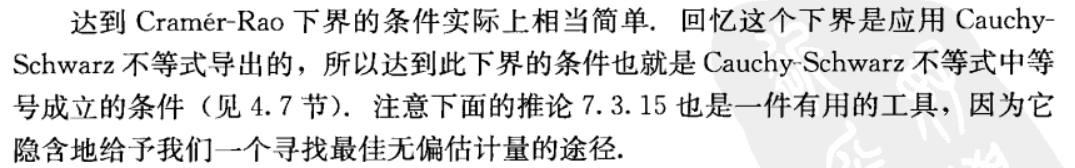 达到 Cramér-Rao 下界的条件实际上相当简单. 回忆这个下界是应用 Cauchy-
Schwarz 不等式导出的，所以达到此下界的条件也就是 Cauchy-Schwarz 不等式中等
号成立的条件（见 4.7 节). 注意下面的推论 7.3.15 也是一件有用的工具，因为它
隐含地给予我们一个寻找最佳无偏估计量的途径.